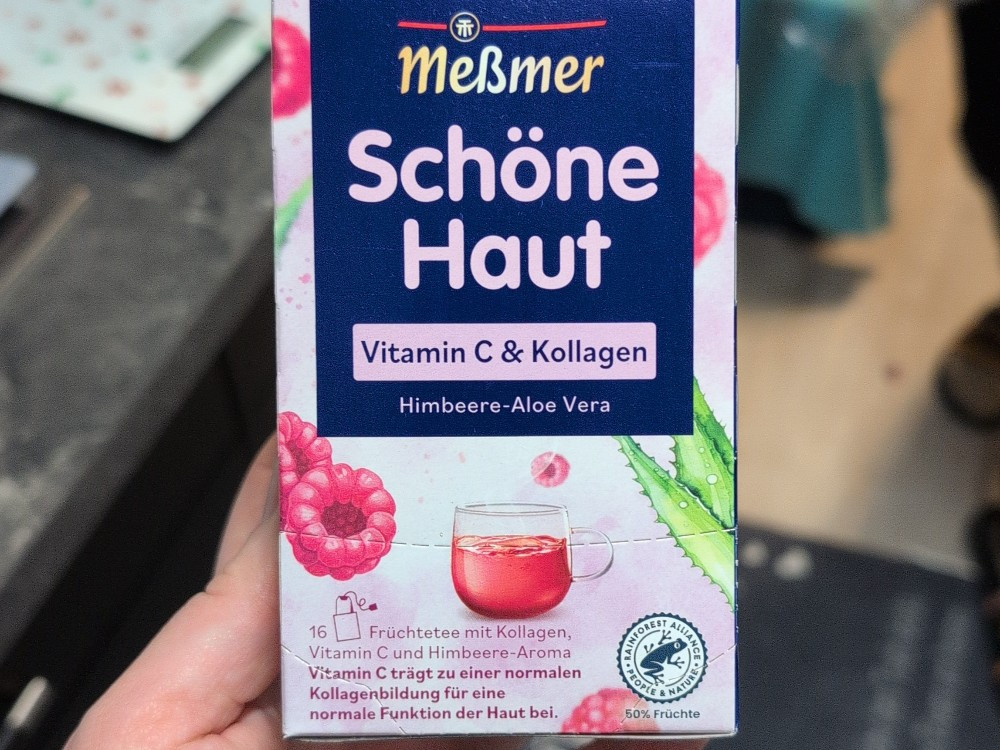 Meßmer
Schöne
Haut
Vitamin C & Kollagen
Himbeere-Aloe Vera
16 Früchtetee mit Kollagen,
Vitamin C und Himbeere-Aroma
Vitamin C trägt zu einer normalen
Kollagenbildung für eine
normale Funktion der Haut bei.
RAINFOREST ALLIANCE
PEOPLE & NATURE
50% Früchte